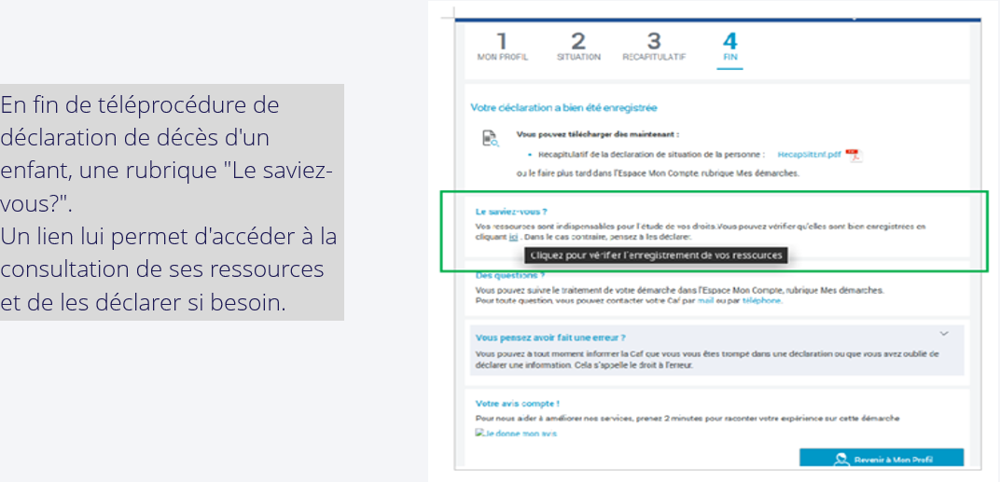 En fin de téléprocédure de
déclaration de décès d'un
enfant, une rubrique "Le saviez-
vous?".
Un lien lui permet d'accéder à la
consultation de ses ressources
et de les déclarer si besoin.
1 2 3 4
MON PROFIL SITUATION RECAPITULATIF FIN
Votre déclaration a bien été enregistrée
Vous pouvez télécharger dès maintenant :
• Recapitulatif de la declaration de situation de la personne : RecapSitEnf.pdf
ou le faire plus tard dans l'Espace Mon Compte, rubrique Mes démarches.
Le saviez-vous ?
Vos ressources sont indispensables pour l'étude de vos droits.Vous pouvez vérifier qu'elles sont bien enregistrées en
cliquant ici . Dans le cas contraire, pensez à les déclarer.
Cliquez pour vérifier l'enregistrement de vos ressources
Des questions ?
Vous pouvez suivre le traitement de votre démarche dans l'Espace Mon Compte, rubrique Mes démarches.
Pour toute question, vous pouvez contacter votre Caf par mail ou par téléphone.
Vous pensez avoir fait une erreur ?
Vous pouvez à tout moment informer la Caf que vous vous êtes trompé dans une déclaration ou que vous avez oublié de
déclarer une information. Cela s'appelle le droit à l'erreur.
Votre avis compte !
Pour nous aider à améliorer nos services, prenez 2 minutes pour raconter votre expérience sur cette démarche
Je donne mon avis
Revenir à Mon Profil